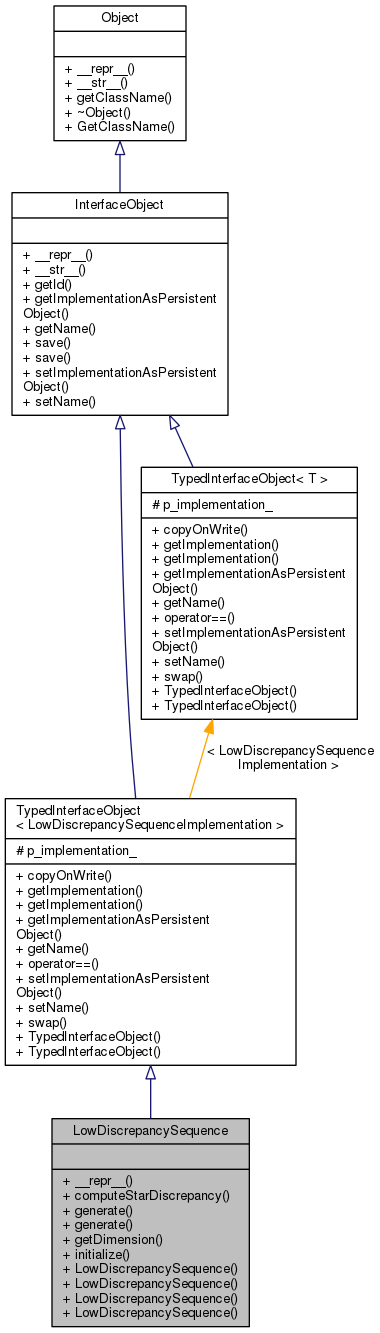 Object
+ __repr__()
+ __str__()
+ getClassName()
+ ~Object()
+ GetClassName()
InterfaceObject
+ __repr__()
+ __str__()
+ getId()
+ getImplementationAsPersistent
Object()
+ getName()
+ save()
+ save()
+ setImplementationAsPersistent
Object()
+ setName()
TypedInterfaceObject< T >
# p_implementation_
+ copyOnWrite()
+ getImplementation()
+ getImplementation()
+ getImplementationAsPersistent
Object()
+ getName()
+ operator==()
+ setImplementationAsPersistent
Object()
+ setName()
+ swap()
+ TypedInterfaceObject()
+ TypedInterfaceObject()
< LowDiscrepancySequence
Implementation >
TypedInterfaceObject
< LowDiscrepancySequenceImplementation >
# p_implementation_
+ copyOnWrite()
+ getImplementation()
+ getImplementation()
+ getImplementationAsPersistent
Object()
+ getName()
+ operator==()
+ setImplementationAsPersistent
Object()
+ setName()
+ swap()
+ TypedInterfaceObject()
+ TypedInterfaceObject()
LowDiscrepancySequence
+ __repr__()
+ computeStarDiscrepancy()
+ generate()
+ generate()
+ getDimension()
+ initialize()
+ LowDiscrepancySequence()
+ LowDiscrepancySequence()
+ LowDiscrepancySequence()
+ LowDiscrepancySequence()